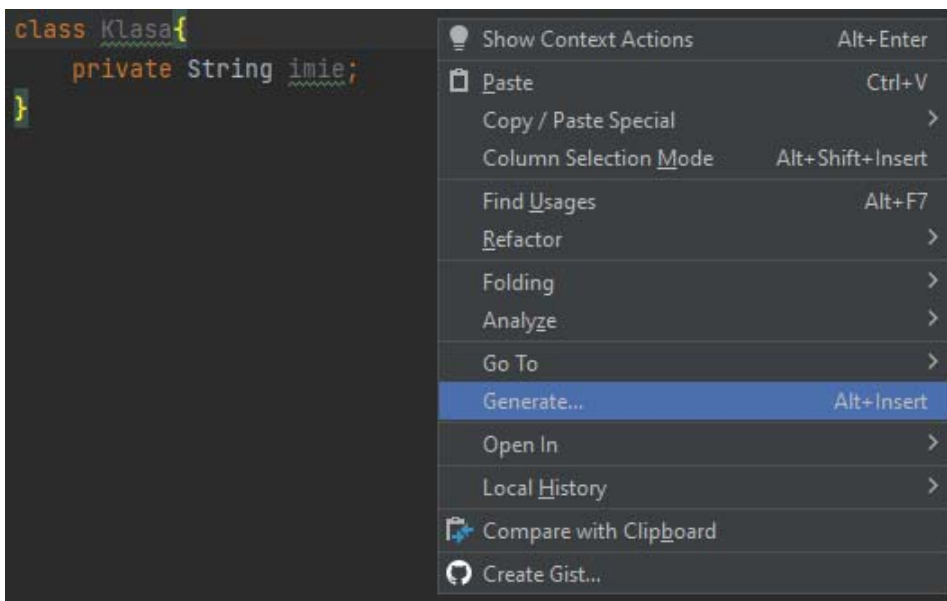 class Klasa{
    private String imie;
}
Show Context Actions Alt+Enter
Paste Ctrl+V
Copy / Paste Special
Column Selection Mode Alt+Shift+Insert
Find Usages Alt+F7
Refactor
Folding
Analyze
Go To
Generate... Alt+Insert
Open In
Local History
Compare with Clipboard
Create Gist...